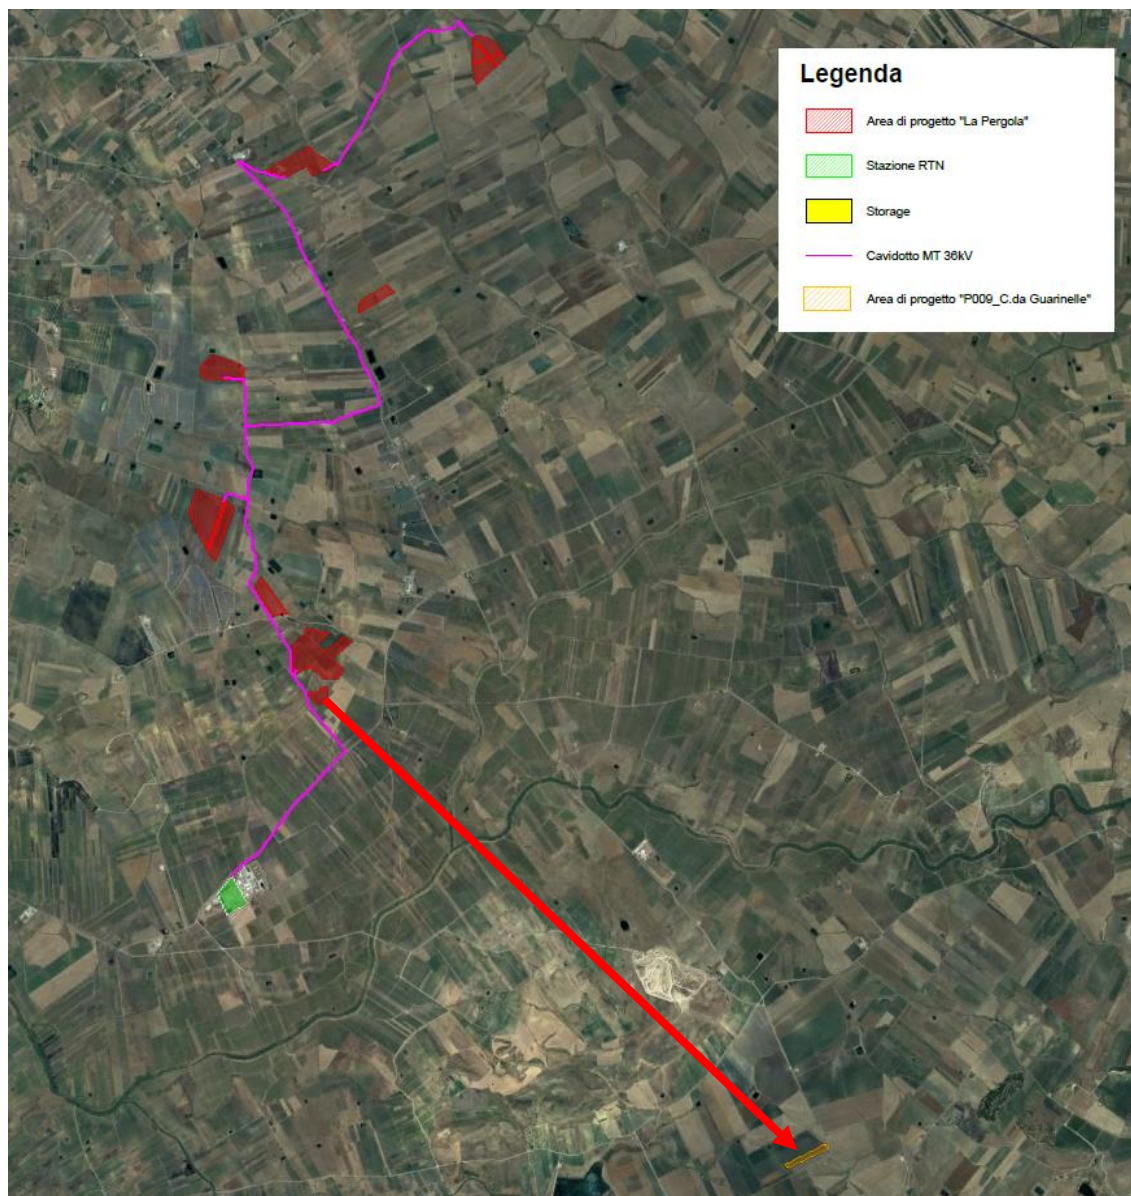 Legenda
Area di progetto "La Pergola"
Stazione RTN
Storage
Cavidotto MT 36kV
Area di progetto "P009_C.da Guarinelle"